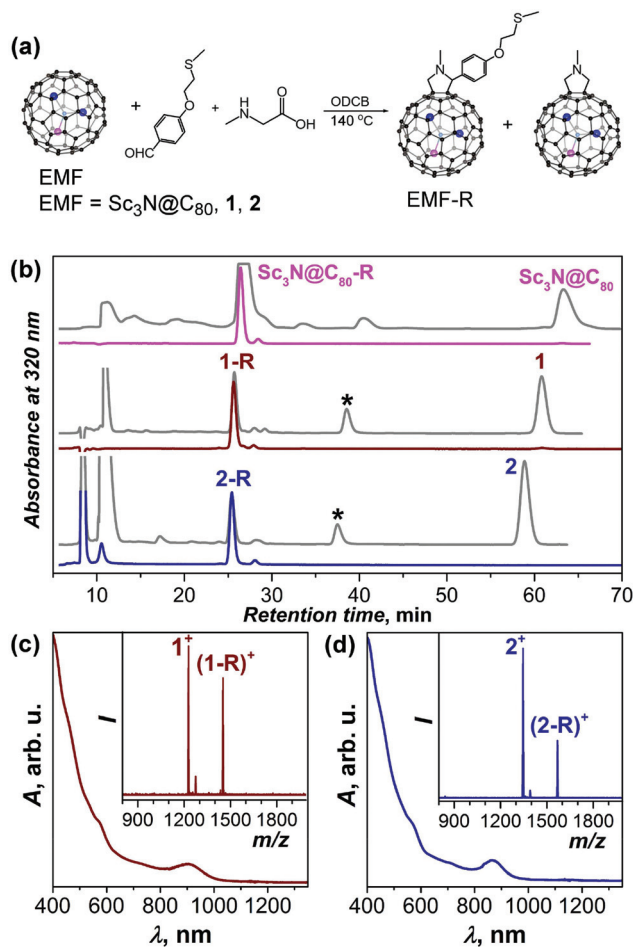 (a)
S
O
CHO
H
N
O
OH
ODCB
140 °C
N
O
S
N
+
+
+
EMF
EMF = Sc₃N@C₈₀, 1, 2
EMF-R
(b)
Sc₃N@C₈₀-R
Sc₃N@C₈₀
1-R
*
1
2-R
*
2
Absorbance at 320 nm
10 20 30 40 50 60 70
Retention time, min
(c)
1⁺
(1-R)⁺
I
900 1200 1500 1800
m/z
A, arb. u.
400 600 800 1000 1200
λ, nm
(d)
2⁺
(2-R)⁺
I
900 1200 1500 1800
m/z
A, arb. u.
400 600 800 1000 1200
λ, nm